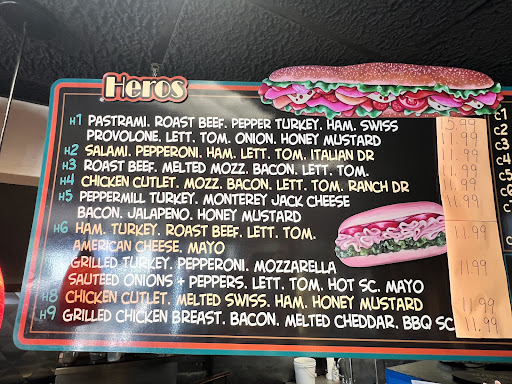 Heros
H1 PASTRAMI. ROAST BEEF. PEPPER TURKEY. HAM. SWISS
PROVOLONE. LETT. TOM. ONION. HONEY MUSTARD
H2 SALAMI. PEPPERONI. HAM. LETT. TOM. ITALIAN DR 11.99
H3 ROAST BEEF. MELTED MOZZ. BACON. LETT. TOM. 11.99
H4 CHICKEN CUTLET. MOZZ. BACON. LETT. TOM. RANCH DR 11.99
H5 PEPPERMILL TURKEY. MONTEREY JACK CHEESE 11.99
BACON. JALAPENO. HONEY MUSTARD
H6 HAM. TURKEY. ROAST BEEF. LETT. TOM. 11.99
AMERICAN CHEESE. MAYO
GRILLED TURKEY. PEPPERONI. MOZZARELLA 11.99
SAUTEED ONIONS + PEPPERS. LETT. TOM. HOT SC. MAYO
H8 CHICKEN CUTLET. MELTED SWISS. HAM. HONEY MUSTARD 11.99
H9 GRILLED CHICKEN BREAST. BACON. MELTED CHEDDAR. BBQ SC 11.99